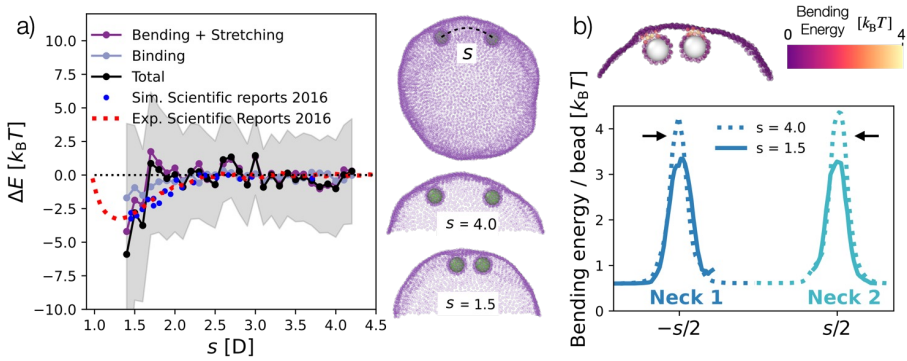 a)
10.0
7.5
5.0
2.5
0.0
−2.5
−5.0
−7.5
−10.0
ΔE [k_BT]
Bending + Stretching
Binding
Total
Sim. Scientific reports 2016
Exp. Scientific Reports 2016
1.0 1.5 2.0 2.5 3.0 3.5 4.0 4.5
s [D]
s
s = 4.0
s = 1.5
b)
Bending
Energy [k_BT]
0 4
Bending energy / bead [k_BT]
4
3
2
1
0
s = 4.0
s = 1.5
Neck 1 Neck 2
−s/2 s/2